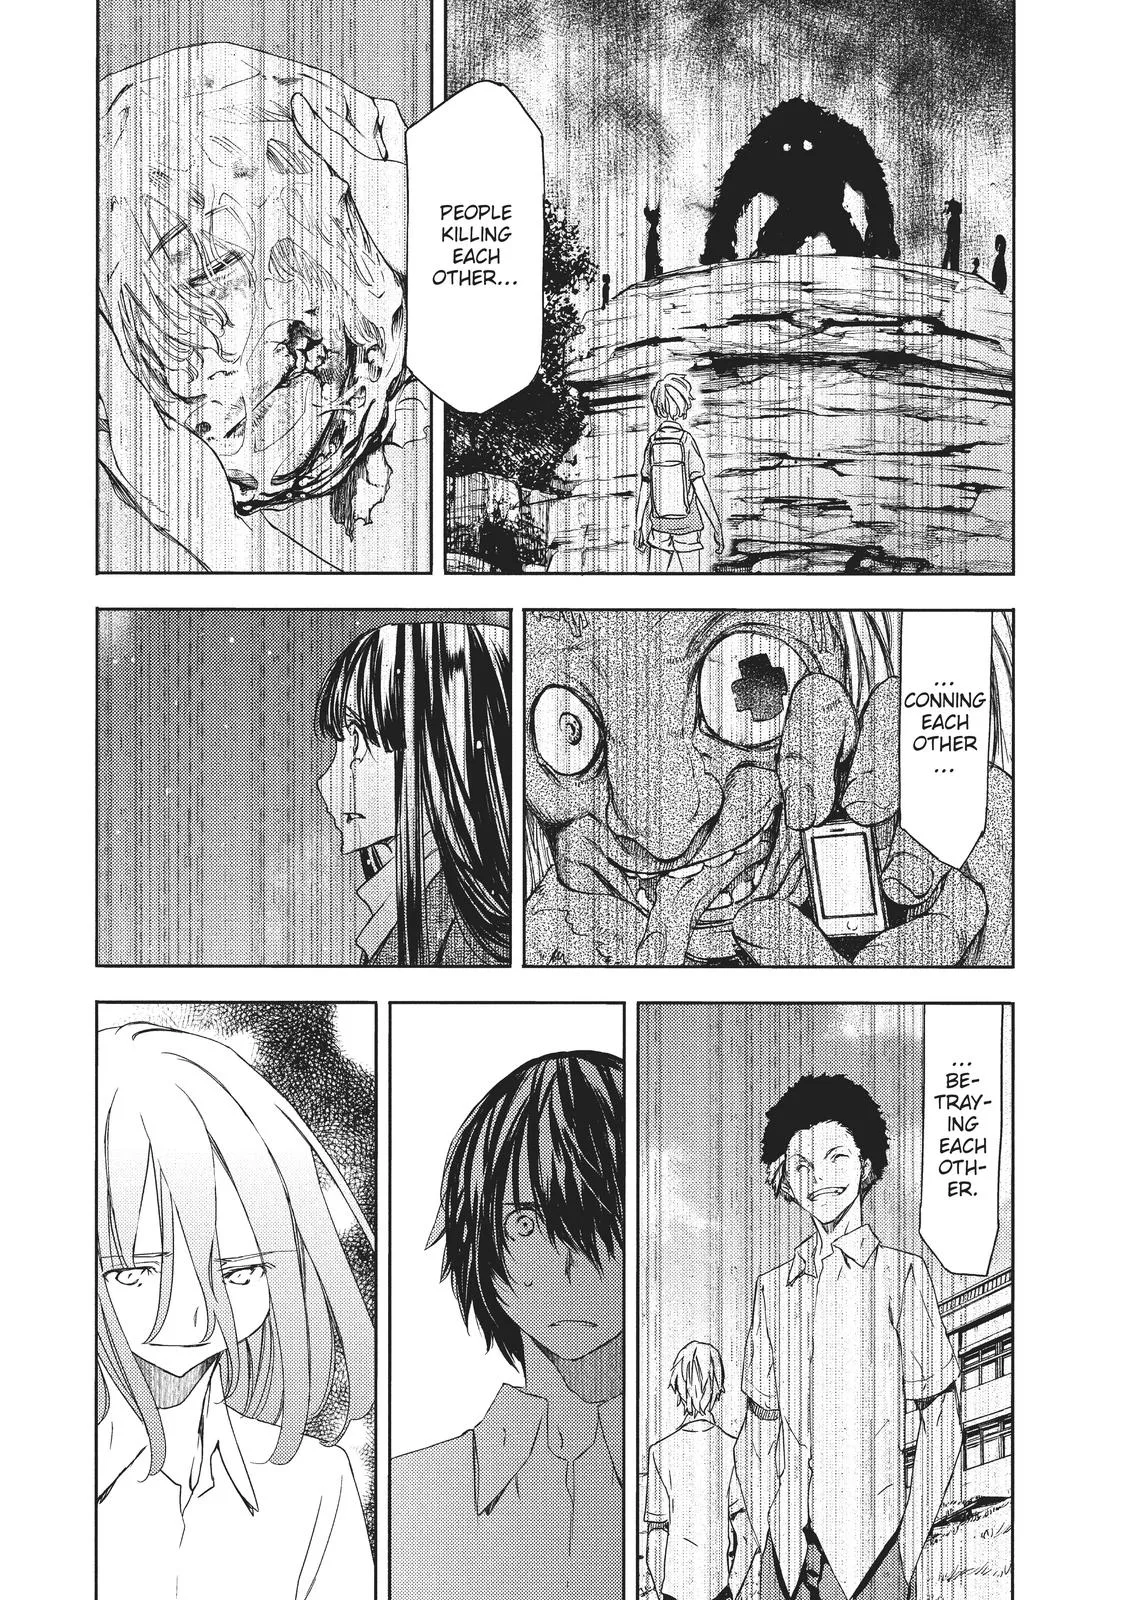 PEOPLE
KILLING
EACH
OTHER...
...
CONNING
EACH
OTHER
...
...
BE-
TRAY-
ING
EACH
OTH-
ER.